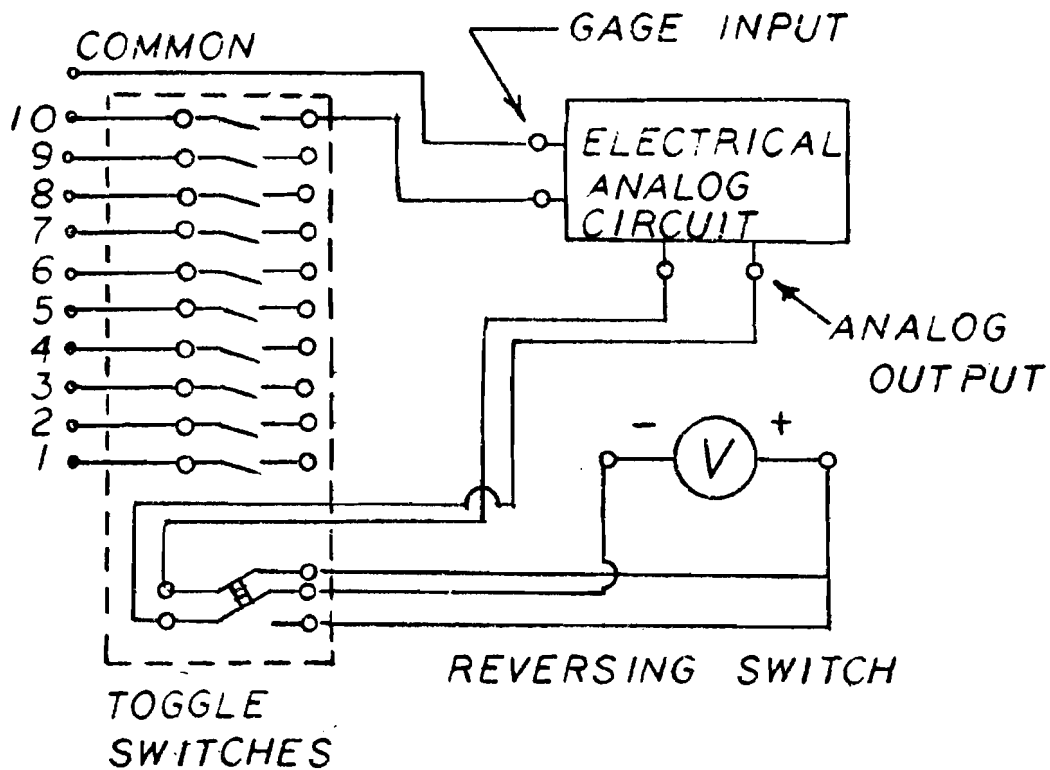 COMMON
GAGE INPUT
10
9
8
7
6
5
4
3
2
1
ELECTRICAL
ANALOG
CIRCUIT
ANALOG
OUTPUT
- V +
REVERSING SWITCH
TOGGLE
SWITCHES